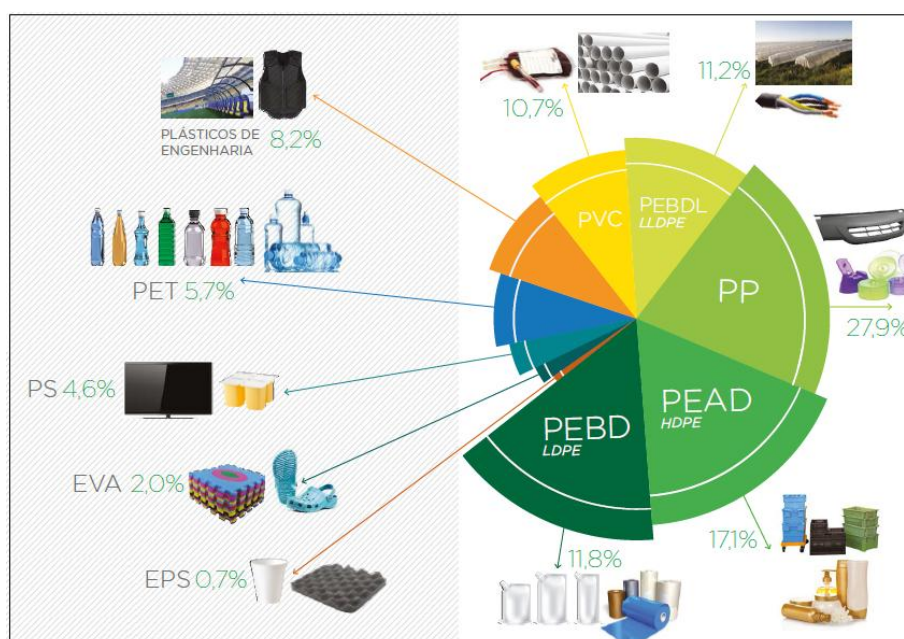 PLÁSTICOS DE
ENGENHARIA
8,2%
PET 5,7%
PS 4,6%
EVA 2,0%
EPS 0,7%
10,7%
11,2%
PVC
PEBDL
LLDPE
PP
27,9%
PEAD
HDPE
17,1%
PEBD
LDPE
11,8%